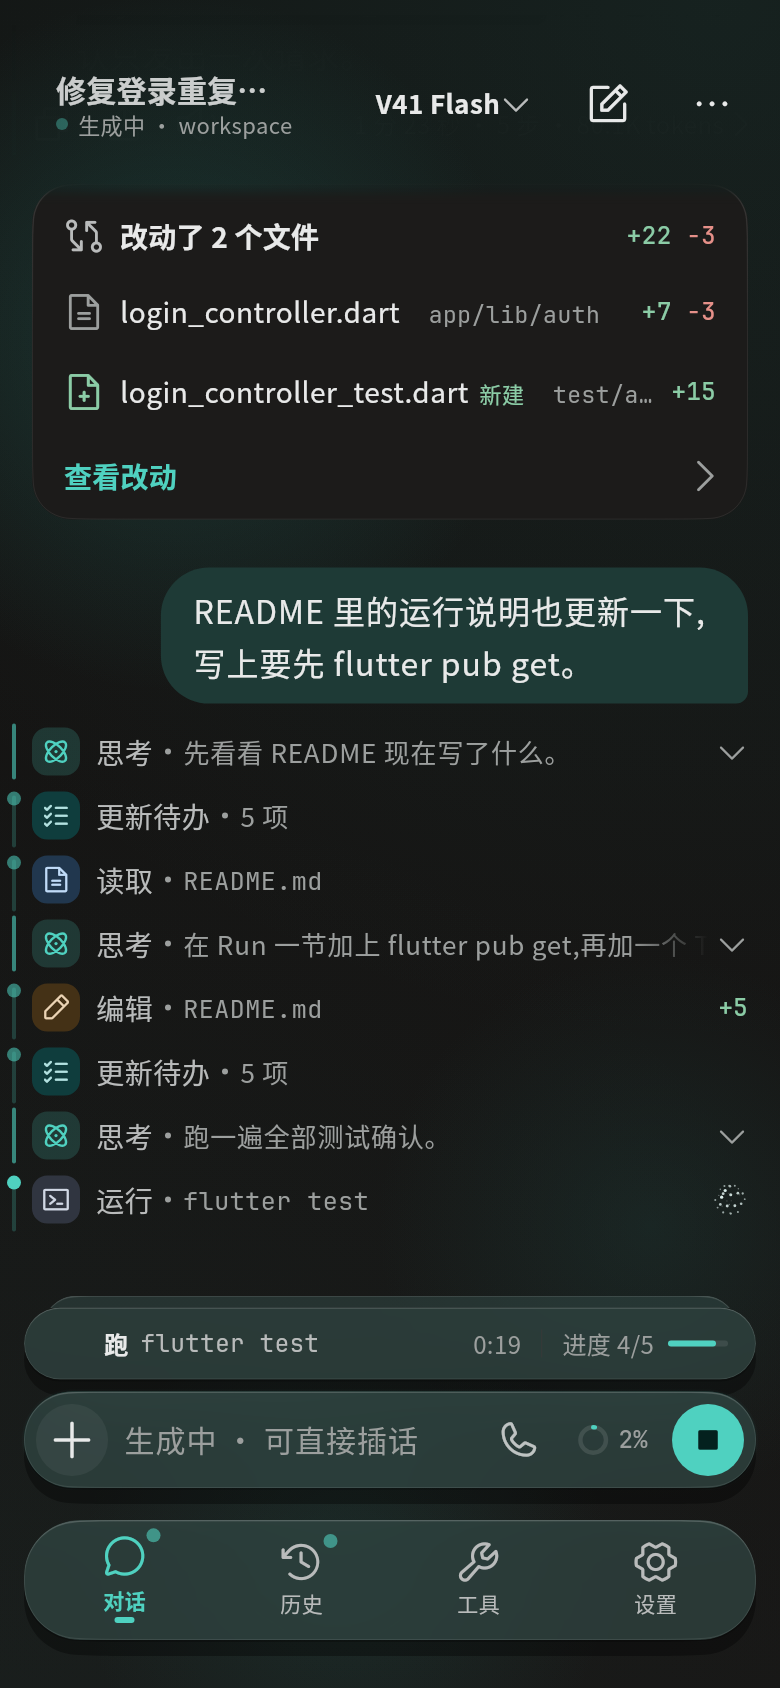 修复登录重复…
生成中 · workspace
V41 Flash
改动了 2 个文件 +22 -3
login_controller.dart app/lib/auth +7 -3
login_controller_test.dart 新建 test/a… +15
查看改动
README 里的运行说明也更新一下,
写上要先 flutter pub get。
思考 · 先看看 README 现在写了什么。
更新待办 · 5 项
读取 · README.md
思考 · 在 Run 一节加上 flutter pub get,再加一个
编辑 · README.md +5
更新待办 · 5 项
思考 · 跑一遍全部测试确认。
运行 · flutter test
跑 flutter test 0:19 进度 4/5
生成中 · 可直接插话 2%
对话 历史 工具 设置